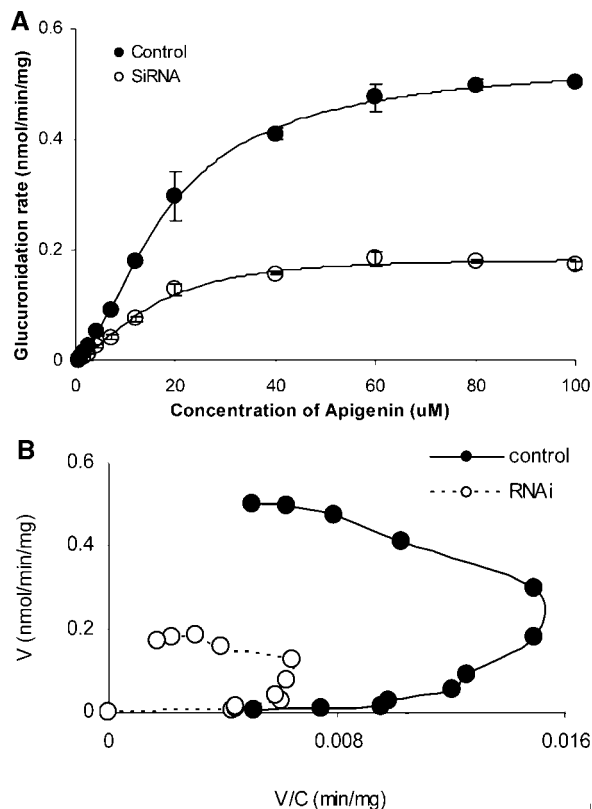 A
0.6
Control
SiRNA
0.4
0.2
0
Glucuronidation rate (nmol/min/mg)
0
20
40
60
80
100
Concentration of Apigenin (uM)
B
0.6
control
RNAi
0.4
0.2
0.0
V (nmol/min/mg)
0
0.008
0.016
V/C (min/mg)